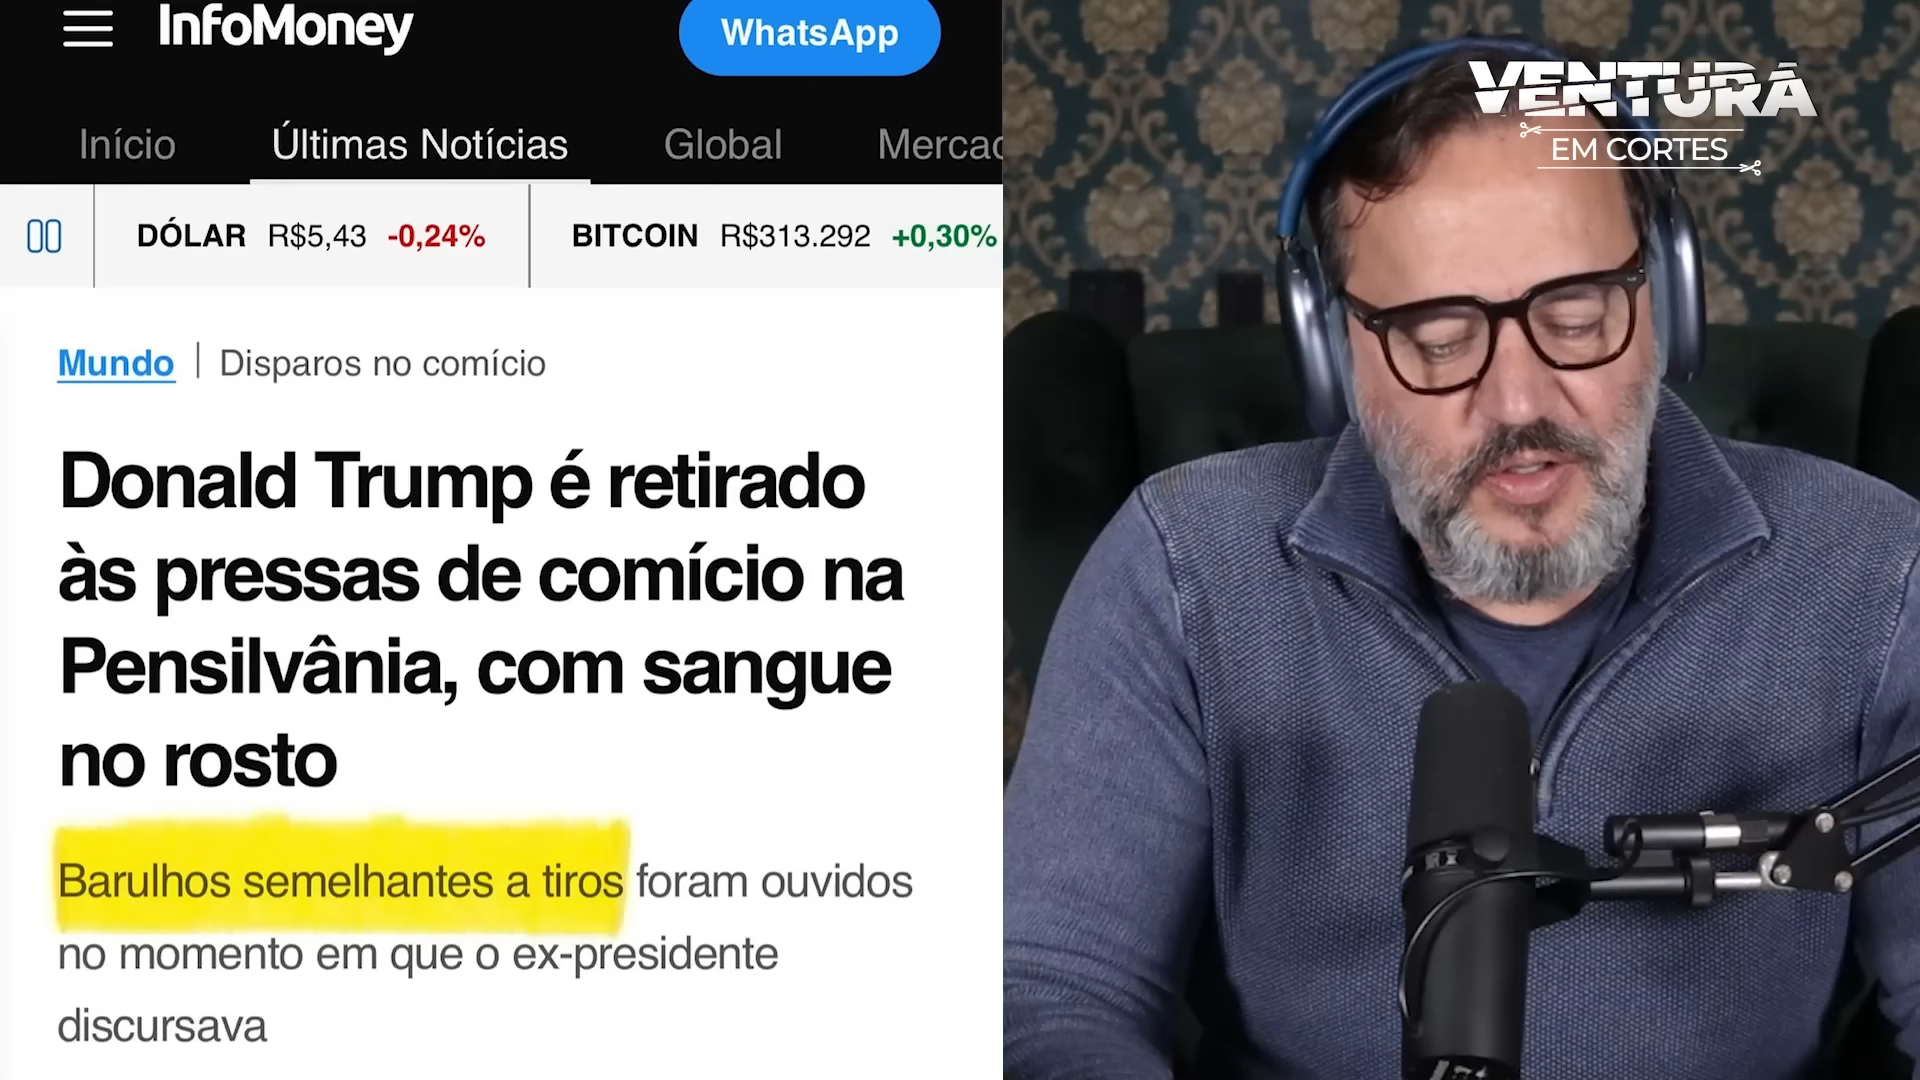 InfoMoney
WhatsApp
Início
Últimas Notícias
Global
Mercad
DÓLAR R$5,43 -0,24%
BITCOIN R$313.292 +0,30%
Mundo | Disparos no comício
Donald Trump é retirado
às pressas de comício na
Pensilvânia, com sangue
no rosto
Barulhos semelhantes a tiros foram ouvidos
no momento em que o ex-presidente
discursava
VENTURA
EM CORTES